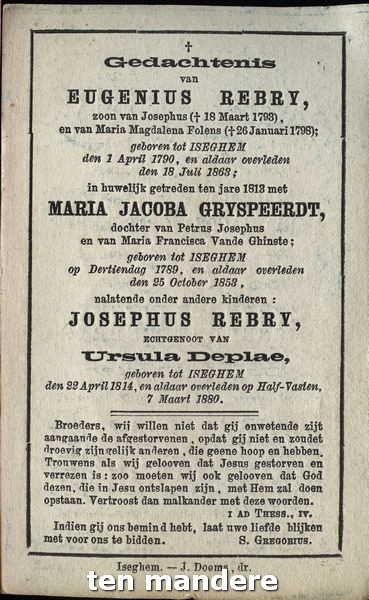 †
Gedachtenis
van
EUGENIUS REBRY,
zoon van Josephus († 18 Maart 1793),
en van Maria Magdalena Folens († 26 Januari 1798);
geboren tot ISEGHEM
den 1 April 1790, en aldaar overleden
den 18 Juli 1863;
in huwelijk getreden ten jare 1813 met
MARIA JACOBA GRYSPEERDT,
dochter van Petrus Josephus
en van Maria Francisca Vande Ghinste;
geboren tot ISEGHEM
op Dertiendag 1789, en aldaar overleden
den 25 October 1853,
nalatende onder andere kinderen:
JOSEPHUS REBRY,
ECHTGENOOT VAN
Ursula Deplae,
geboren tot ISEGHEM
den 22 April 1814, en aldaar overleden op Half-Vasten,
7 Maart 1880.
Broeders, wij willen niet dat gij onwetende zijt
aangaande de afgestorvenen, opdat gij niet en zoudet
droevig zijn gelijk anderen, die geene hoop en hebben.
Trouwens als wij gelooven dat Jesus gestorven en
verrezen is: zoo moeten wij ook gelooven dat God
dezen, die in Jesu ontslapen zijn, met Hem zal doen
opstaan. Vertroost dan malkander met deze woorden.
I AD THESS., IV.
Indien gij ons bemind hebt, laat uwe liefde blijken
met voor ons te bidden. S. GREGORIUS.
Iseghem. — J. Dooms, dr.
ten mandere